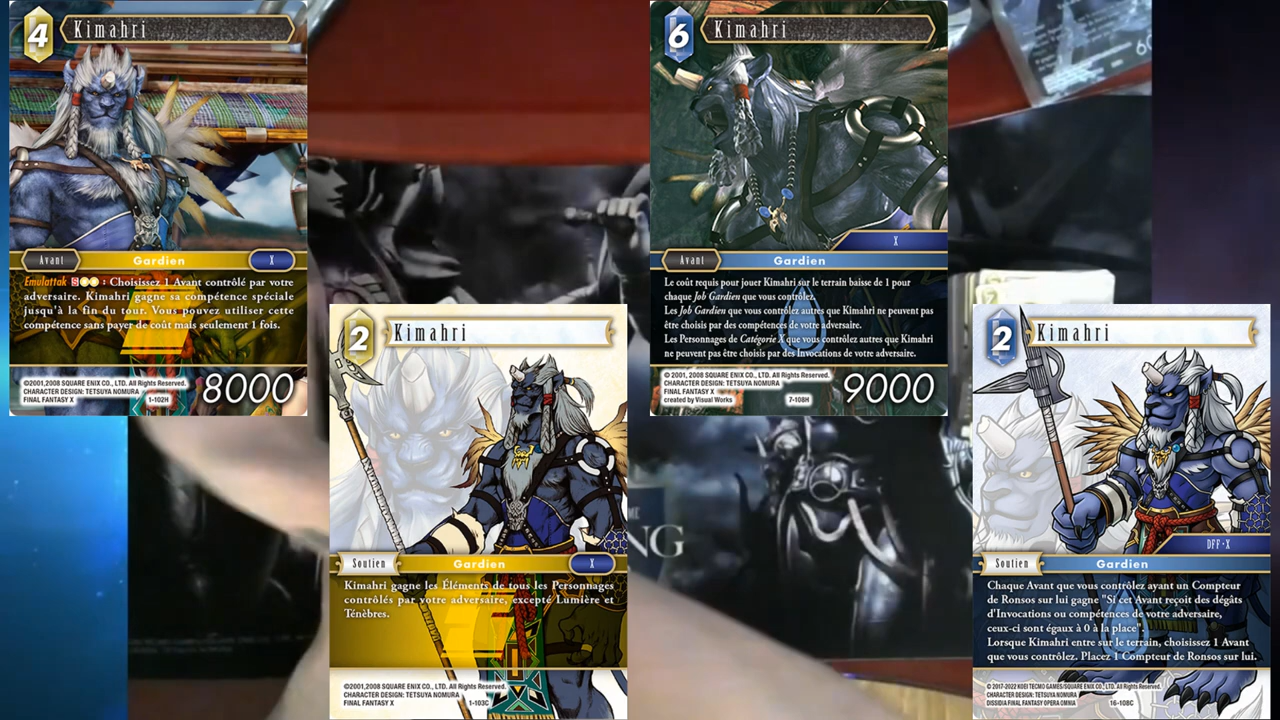 4
Kimahri
Avant
Gardien
X
Emulattak S : Choisissez 1 Avant contrôlé par votre
adversaire. Kimahri gagne sa compétence spéciale
jusqu'à la fin du tour. Vous pouvez utiliser cette
compétence sans payer de coût mais seulement 1 fois.
©2001,2008 SQUARE ENIX CO., LTD. All Rights Reserved.
CHARACTER DESIGN: TETSUYA NOMURA
FINAL FANTASY X
1-102H
8000
2
Kimahri
Soutien
Gardien
X
Kimahri gagne les Éléments de tous les Personnages
contrôlés par votre adversaire, excepté Lumière et
Ténèbres.
©2001,2008 SQUARE ENIX CO., LTD. All Rights Reserved.
CHARACTER DESIGN: TETSUYA NOMURA
FINAL FANTASY X
1-103C
6
Kimahri
X
Avant
Gardien
Le coût requis pour jouer Kimahri sur le terrain baisse de 1 pour
chaque Job Gardien que vous contrôlez.
Les Job Gardien que vous contrôlez autres que Kimahri ne peuvent pas
être choisis par des compétences de votre adversaire.
Les Personnages de Catégorie X que vous contrôlez autres que Kimahri
ne peuvent pas être choisis par des Invocations de votre adversaire.
© 2001, 2008 SQUARE ENIX CO., LTD. All Rights Reserved.
CHARACTER DESIGN: TETSUYA NOMURA
FINAL FANTASY X
created by Visual Works
7-108H
9000
2
Kimahri
DFF·X
Soutien
Gardien
Chaque Avant que vous contrôlez ayant un Compteur
de Ronsos sur lui gagne "Si cet Avant reçoit des dégâts
d'Invocations ou compétences de votre adversaire,
ceux-ci sont égaux à 0 à la place".
Lorsque Kimahri entre sur le terrain, choisissez 1 Avant
que vous contrôlez. Placez 1 Compteur de Ronsos sur lui.
© 2017-2022 KOEI TECMO GAMES/SQUARE ENIX CO., LTD. All Rights Reserved.
CHARACTER DESIGN: TETSUYA NOMURA
DISSIDIA FINAL FANTASY OPERA OMNIA
16-108C
NG